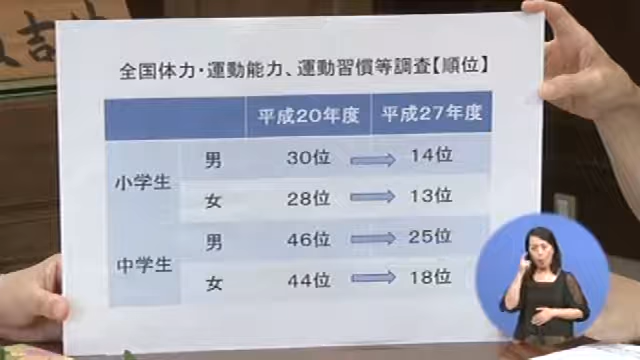 全国体力・運動能力、運動習慣等調査【順位】
平成20年度 平成27年度
小学生 男 30位 14位
女 28位 13位
中学生 男 46位 25位
女 44位 18位